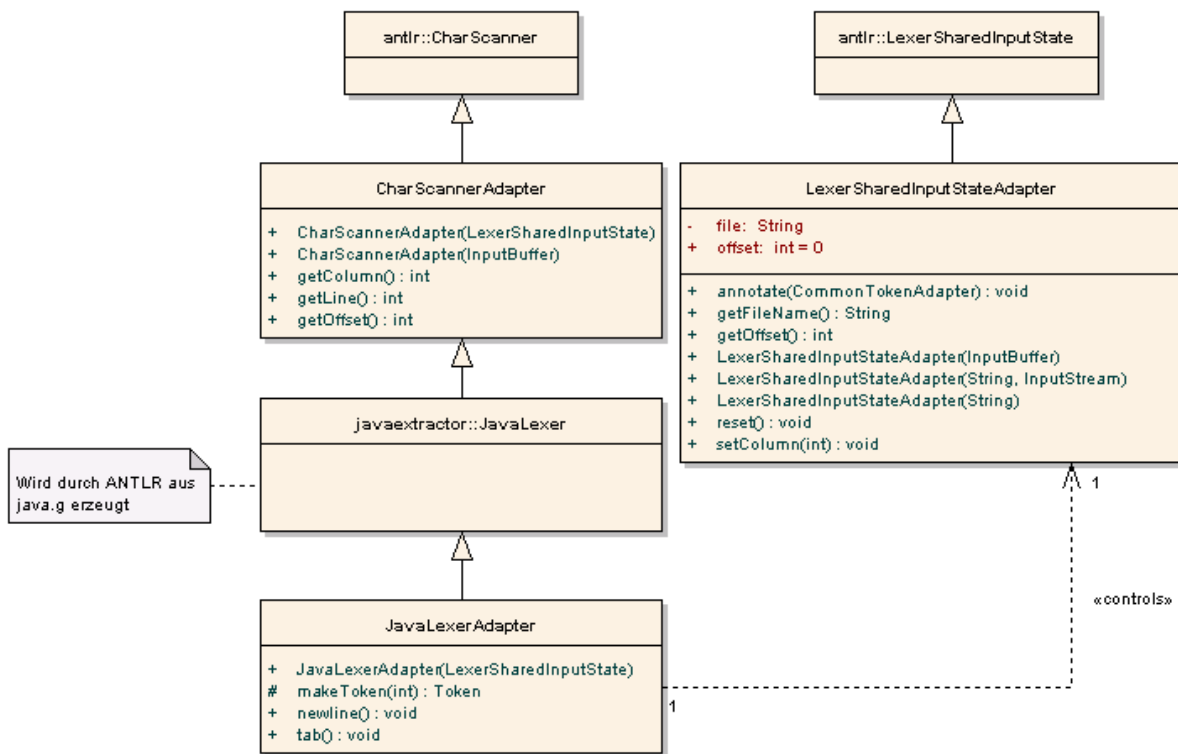 antlr::CharScanner
antlr::LexerSharedInputState
CharScannerAdapter
+ CharScannerAdapter(LexerSharedInputState)
+ CharScannerAdapter(InputBuffer)
+ getColumn() : int
+ getLine() : int
+ getOffset() : int
LexerSharedInputStateAdapter
- file: String
+ offset: int = 0
+ annotate(CommonTokenAdapter) : void
+ getFileName() : String
+ getOffset() : int
+ LexerSharedInputStateAdapter(InputBuffer)
+ LexerSharedInputStateAdapter(String, InputStream)
+ LexerSharedInputStateAdapter(String)
+ reset() : void
+ setColumn(int) : void
javaextractor::JavaLexer
Wird durch ANTLR aus
java.g erzeugt
1
«controls»
JavaLexerAdapter
+ JavaLexerAdapter(LexerSharedInputState)
# makeToken(int) : Token
+ newline() : void
+ tab() : void
1